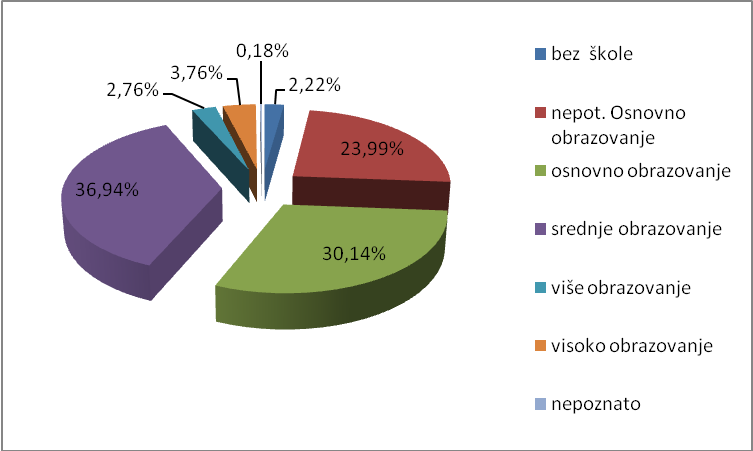 0,18%
3,76%
2,76%
2,22%
23,99%
36,94%
30,14%
bez škole
nepot. Osnovno
obrazovanje
osnovno obrazovanje
srednje obrazovanje
više obrazovanje
visoko obrazovanje
nepoznato